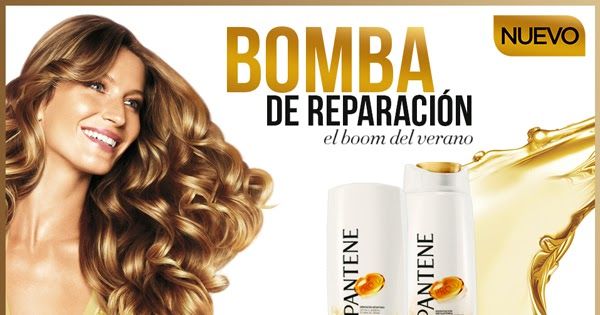 NUEVO
BOMBA
DE REPARACIÓN
el boom del verano
PANTENE
PANTENE